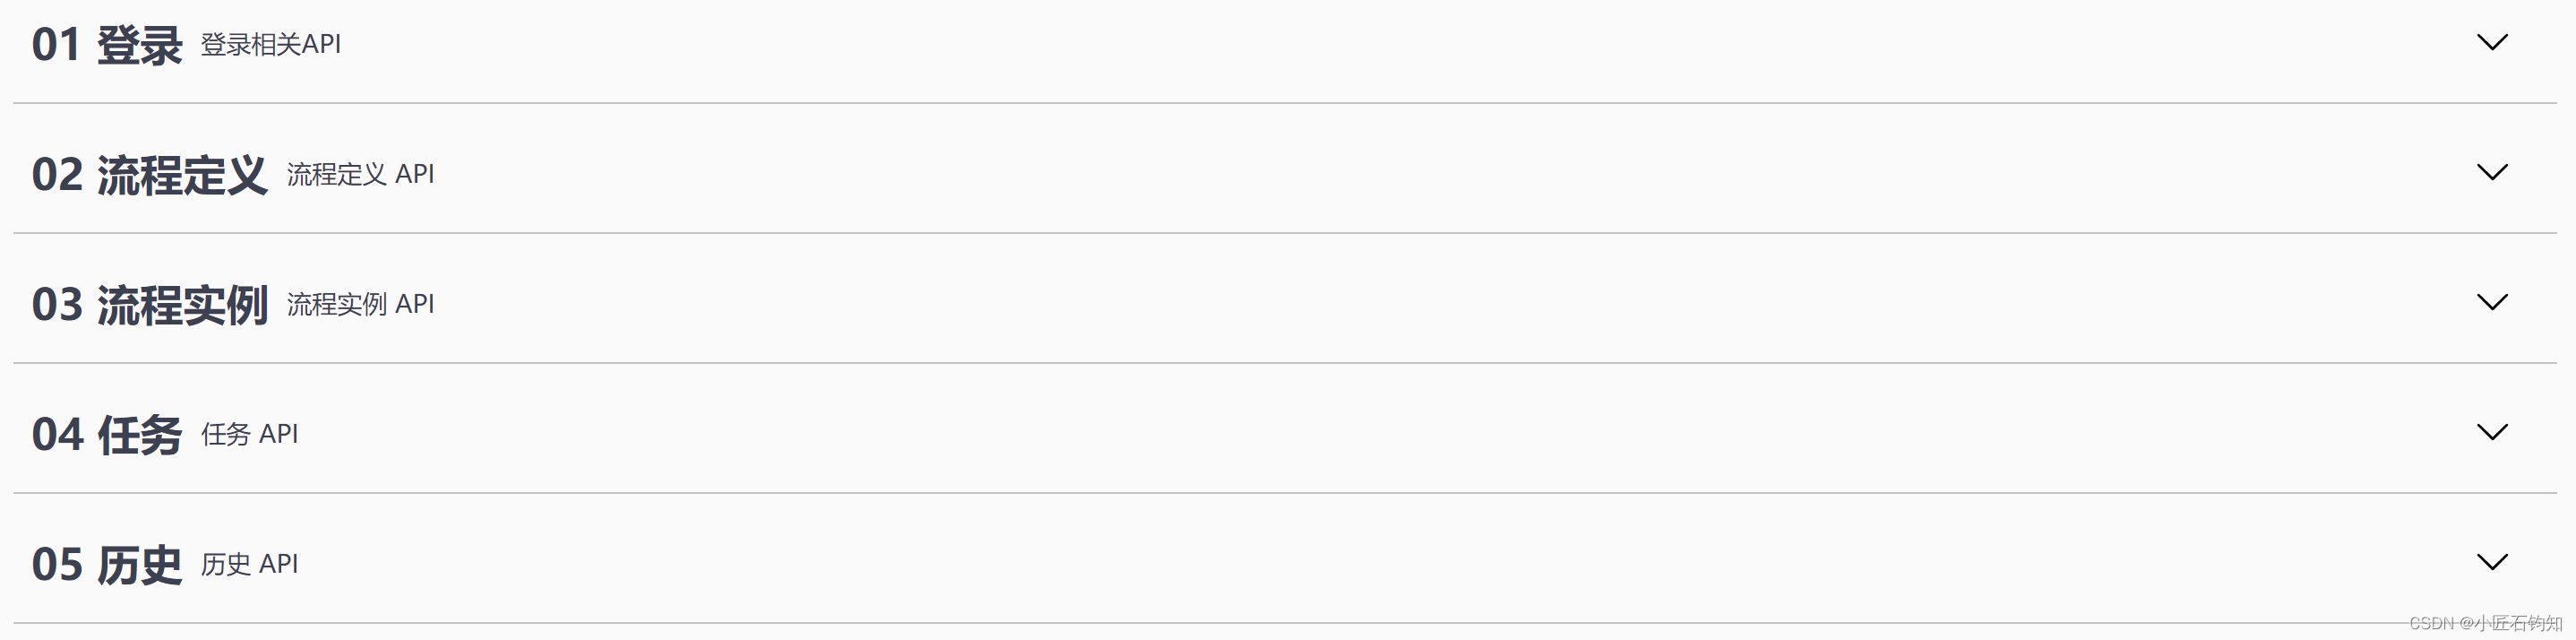 01 登录 登录相关API
02 流程定义 流程定义 API
03 流程实例 流程实例 API
04 任务 任务 API
05 历史 历史 API
CSDN @小匠石钧知